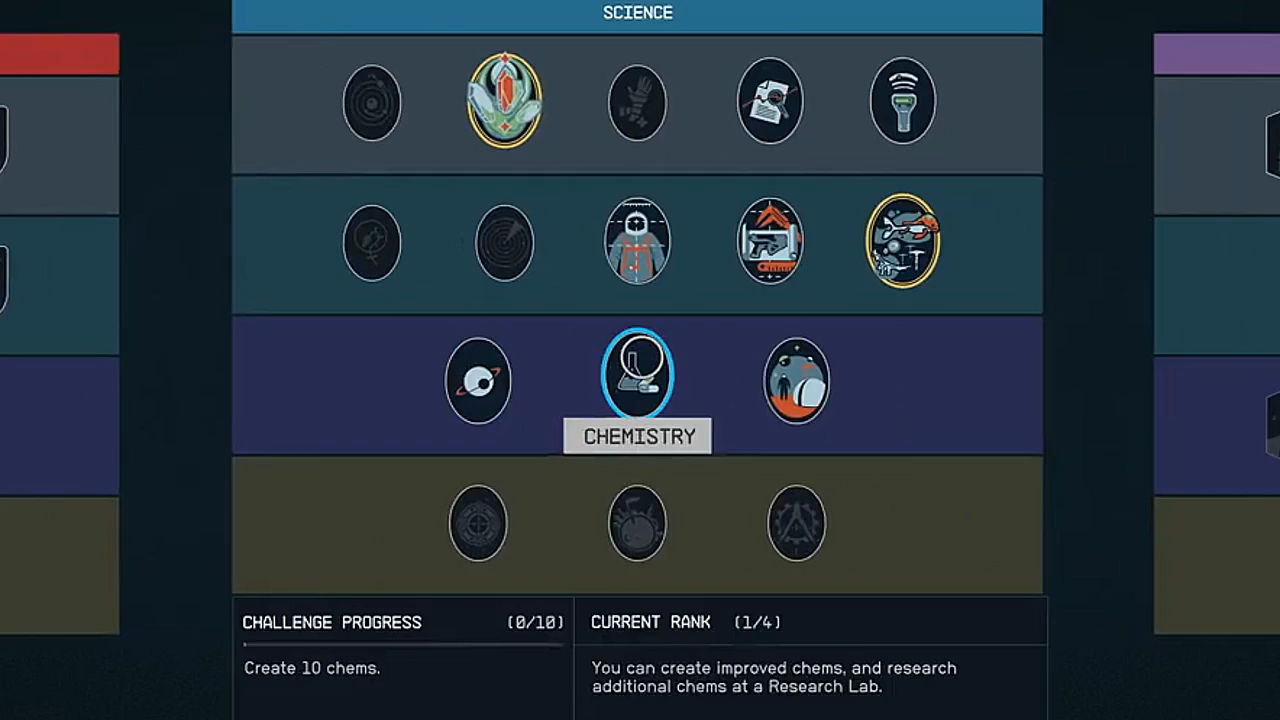 SCIENCE
CHEMISTRY
CHALLENGE PROGRESS (0/10)
Create 10 chems.
CURRENT RANK (1/4)
You can create improved chems, and research
additional chems at a Research Lab.